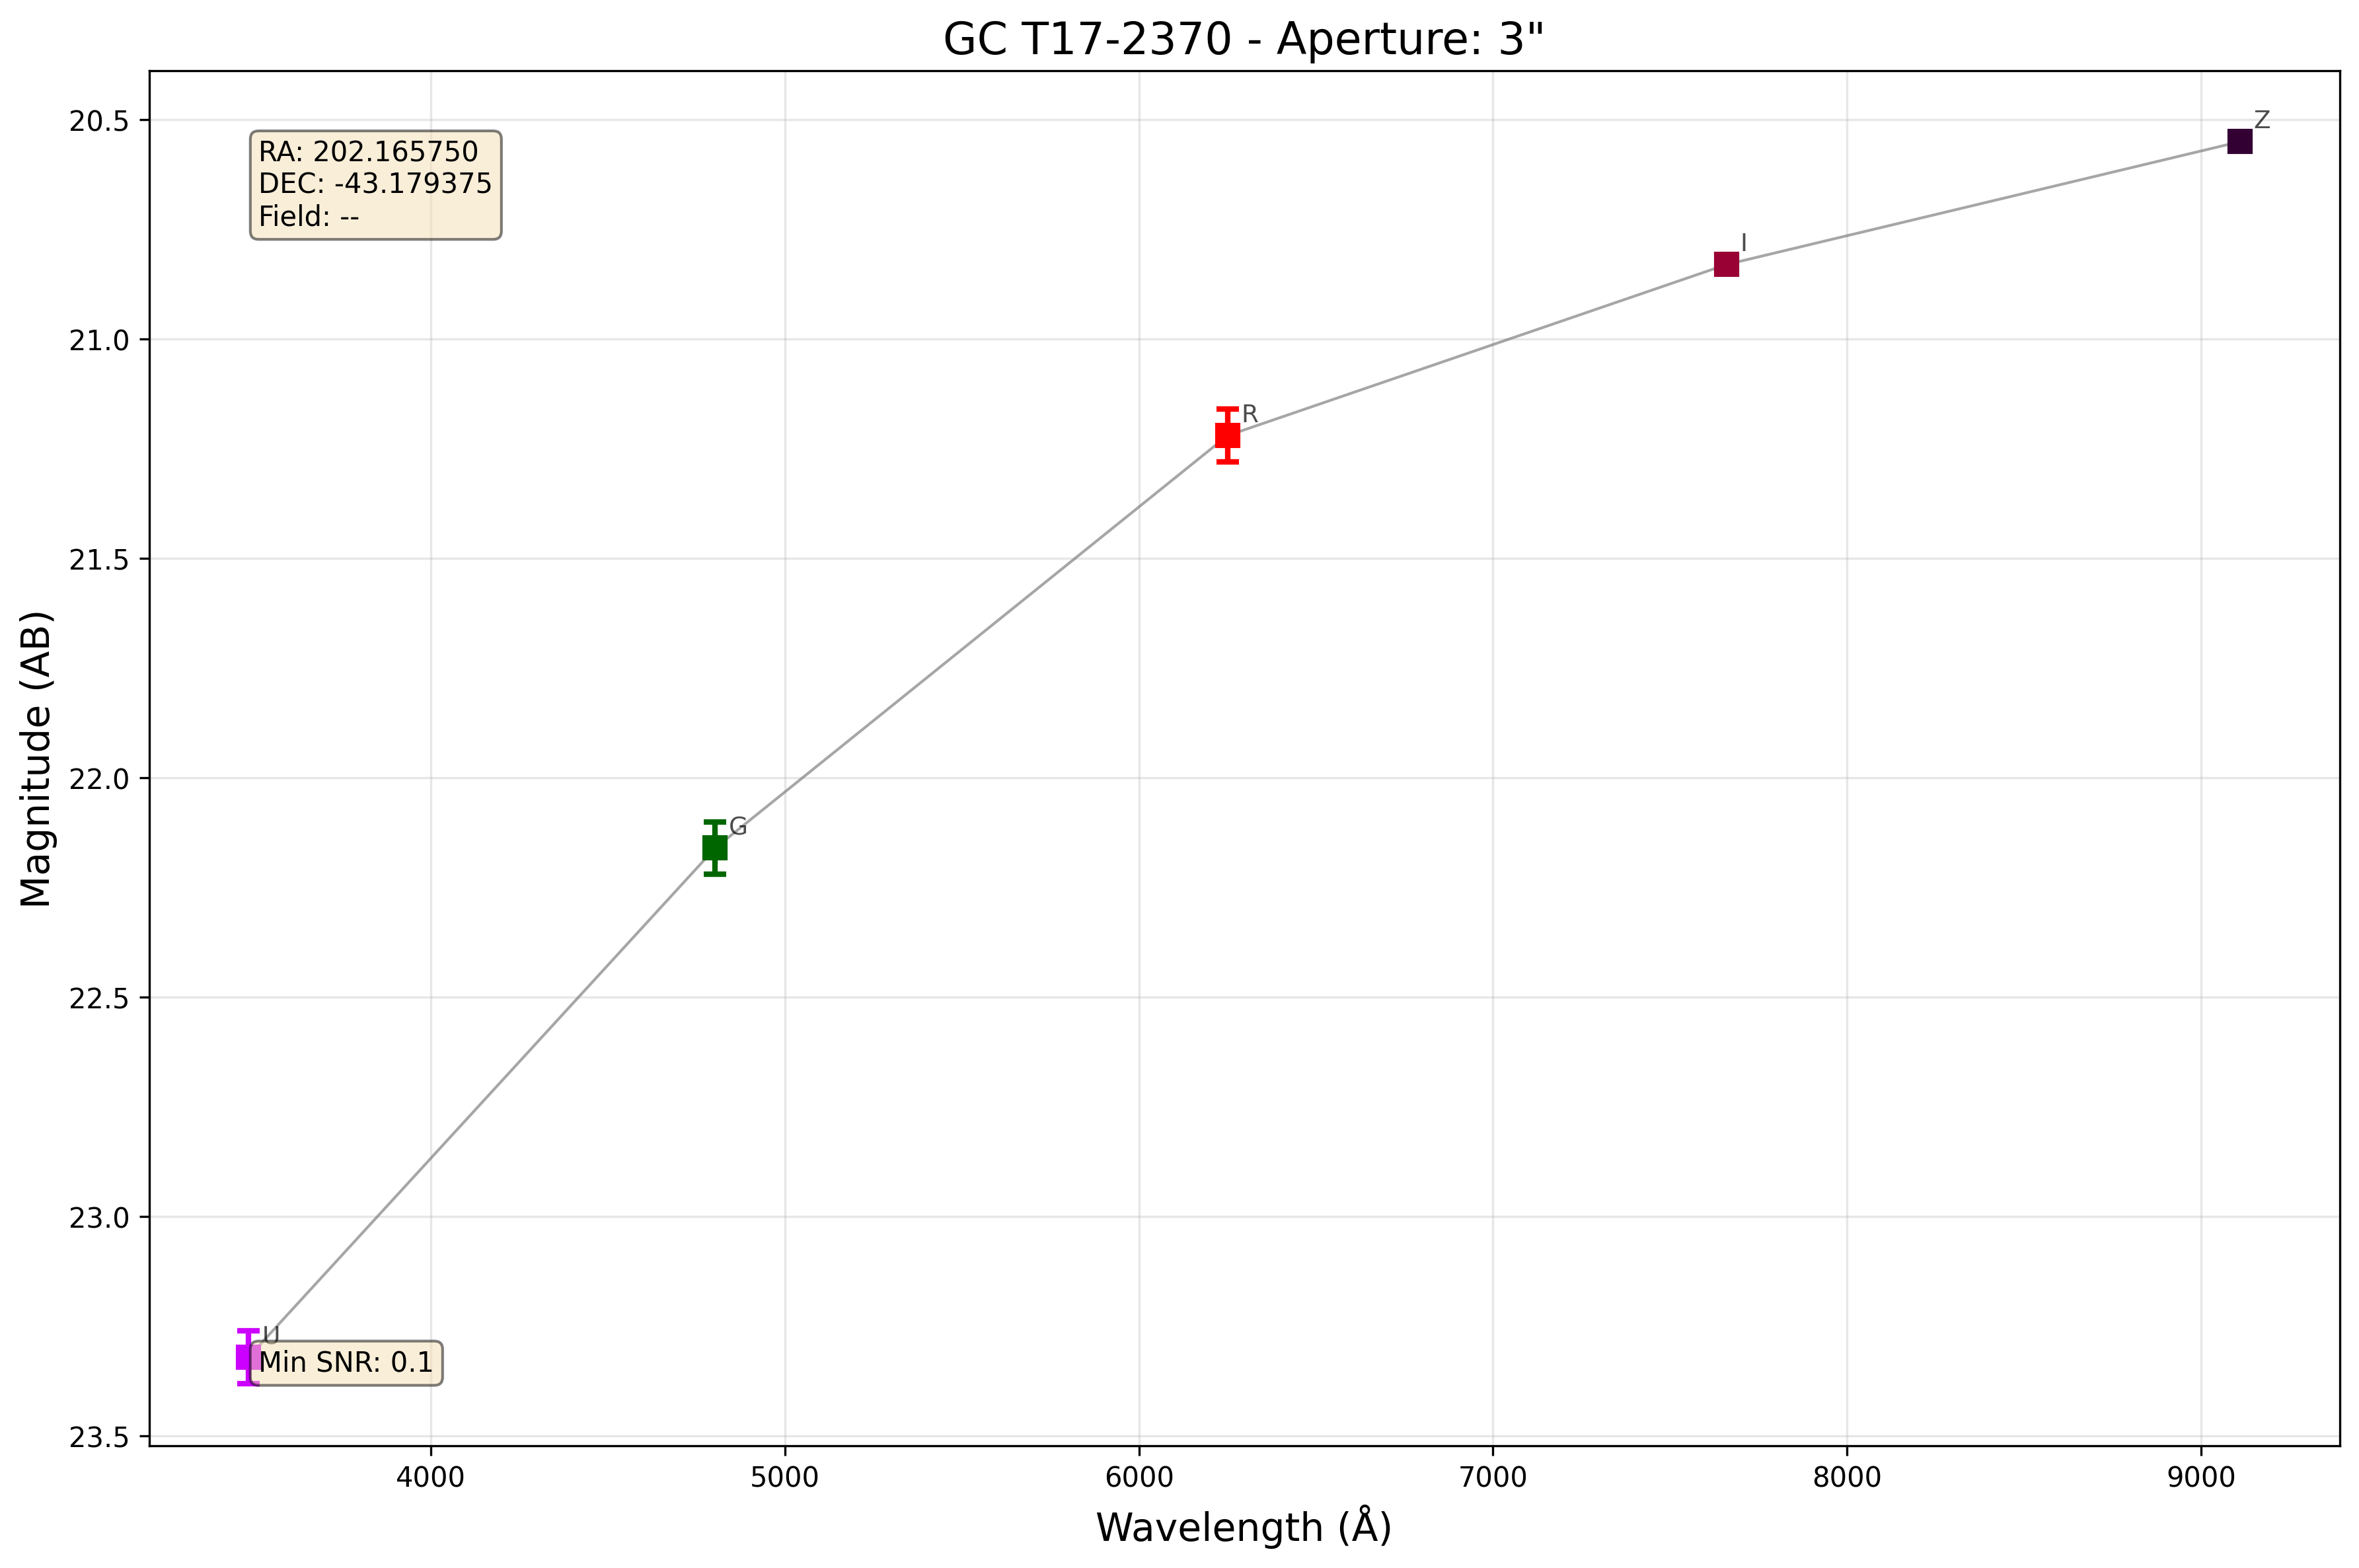 GC T17-2370 - Aperture: 3"
RA: 202.165750
DEC: -43.179375
Field: --
Z
I
R
G
U
Min SNR: 0.1
20.5
21.0
21.5
22.0
22.5
23.0
23.5
Magnitude (AB)
4000 5000 6000 7000 8000 9000
Wavelength (Å)